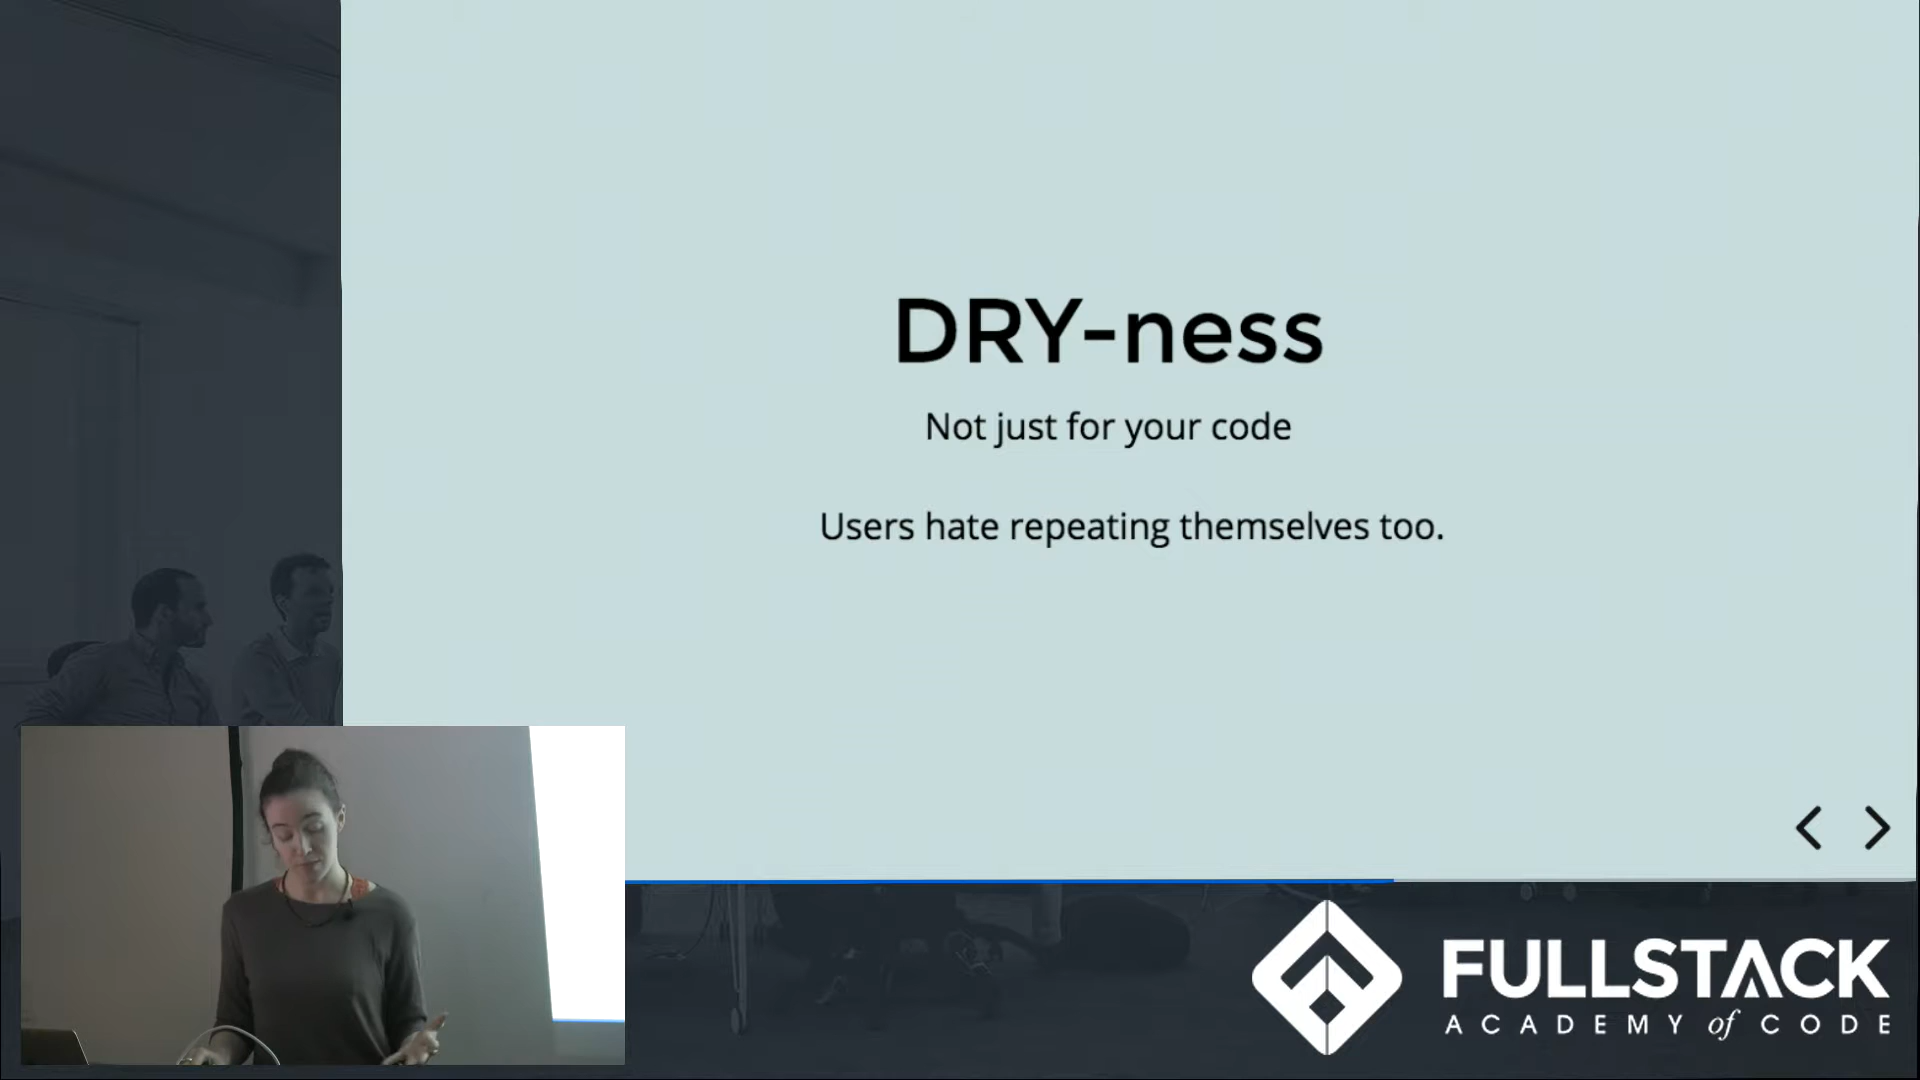 DRY-ness
Not just for your code
Users hate repeating themselves too.
FULLSTACK
ACADEMY of CODE